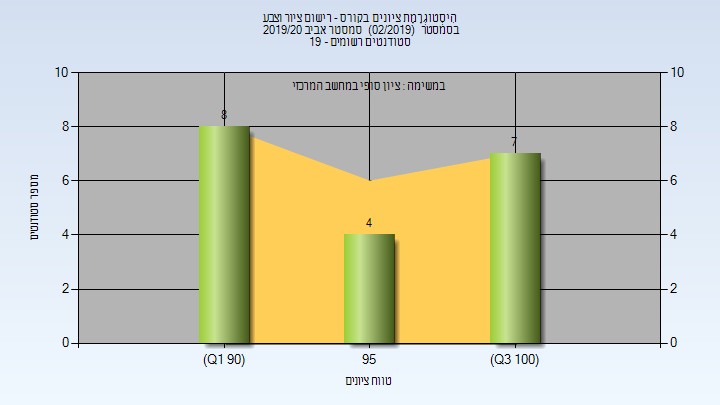 היסטוגרמת ציונים בקורס - רישום ציור וצבע
בסמסטר (02/2019) סמסטר אביב 2019/20
סטודנטים רשומים - 19
במשימה : ציון סופי במחשב המרכזי
10 10
8 8
6 6
4 4
2 2
0 0
8
4
7
מספר סטודנטים
(Q1 90) 95 (Q3 100)
טווח ציונים